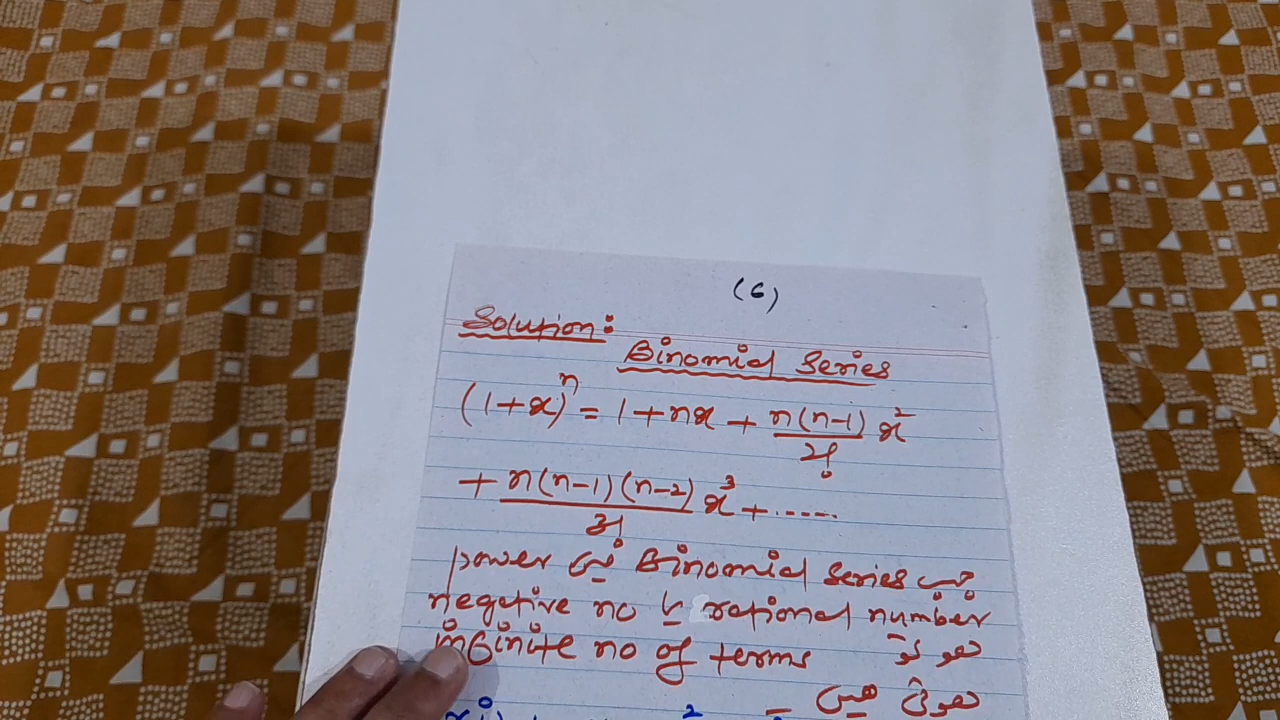 (6)
Solution:
Binomial Series
(1+x)^n = 1+nx + n(n-1)/2! x^2
+ n(n-1)(n-2)/3! x^3 + .....
جب Binomial Series میں power
negative no یا rational number
ہو تو infinite no of terms
ہوتی ہیں -